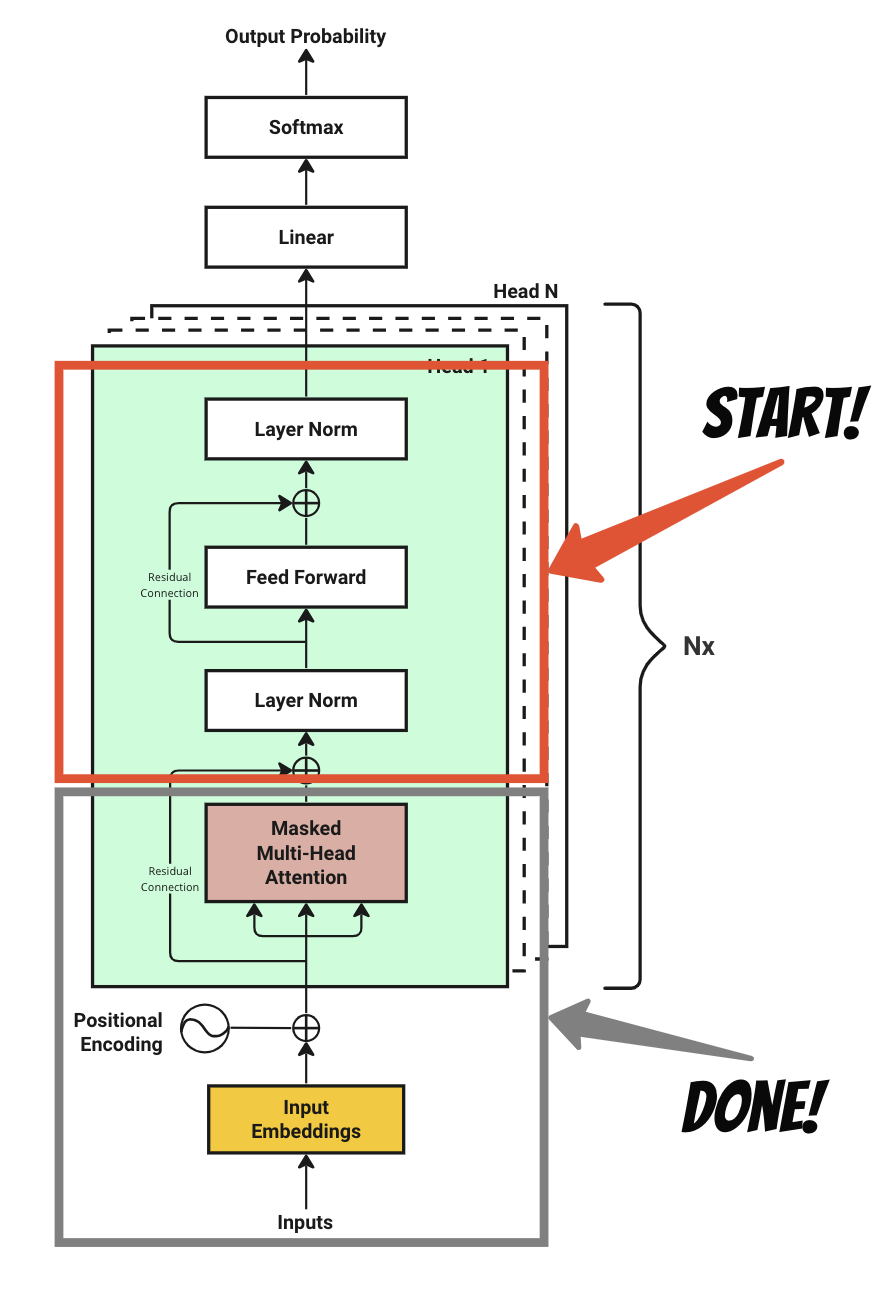 Output Probability
Softmax
Linear
Head N
Head 1
START!
Layer Norm
Residual
Connection
Feed Forward
Nx
Layer Norm
Masked
Multi-Head
Attention
Residual
Connection
Positional
Encoding
DONE!
Input
Embeddings
Inputs